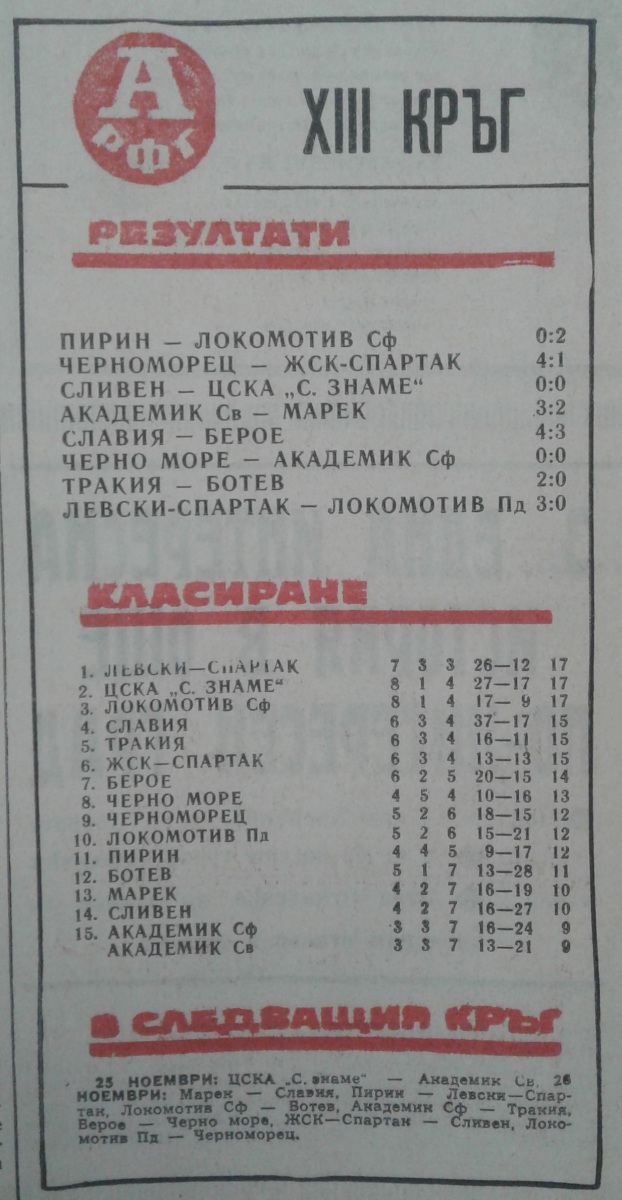 А
РФГ
XIII КРЪГ
РЕЗУЛТАТИ
ПИРИН — ЛОКОМОТИВ Сф 0:2
ЧЕРНОМОРЕЦ — ЖСК-СПАРТАК 4:1
СЛИВЕН — ЦСКА „С. ЗНАМЕ“ 0:0
АКАДЕМИК Св — МАРЕК 3:2
СЛАВИЯ — БЕРОЕ 4:3
ЧЕРНО МОРЕ — АКАДЕМИК Сф 0:0
ТРАКИЯ — БОТЕВ 2:0
ЛЕВСКИ-СПАРТАК — ЛОКОМОТИВ Пд 3:0
КЛАСИРАНЕ
1. ЛЕВСКИ—СПАРТАК 7 3 3 26—12 17
2. ЦСКА „С. ЗНАМЕ“ 8 1 4 27—17 17
3. ЛОКОМОТИВ Сф 8 1 4 17— 9 17
4. СЛАВИЯ 6 3 4 37—17 15
5. ТРАКИЯ 6 3 4 16—11 15
6. ЖСК—СПАРТАК 6 3 4 13—13 15
7. БЕРОЕ 6 2 5 20—15 14
8. ЧЕРНО МОРЕ 4 5 4 10—16 13
9. ЧЕРНОМОРЕЦ 5 2 6 18—15 12
10. ЛОКОМОТИВ Пд 5 2 6 15—21 12
11. ПИРИН 4 4 5 9—17 12
12. БОТЕВ 5 1 7 13—28 11
13. МАРЕК 4 2 7 16—19 10
14. СЛИВЕН 4 2 7 16—27 10
15. АКАДЕМИК Сф 3 3 7 16—24 9
АКАДЕМИК Св 3 3 7 13—21 9
В СЛЕДВАЩИЯ КРЪГ
25 НОЕМВРИ: ЦСКА „С. знаме“ — Академик Св. 26
НОЕМВРИ: Марек — Славия, Пирин — Левски—Спар-
так, Локомотив Сф — Ботев, Академик Сф — Тракия,
Берое — Черно море, ЖСК—Спартак — Сливен, Локо-
мотив Пд — Черноморец.